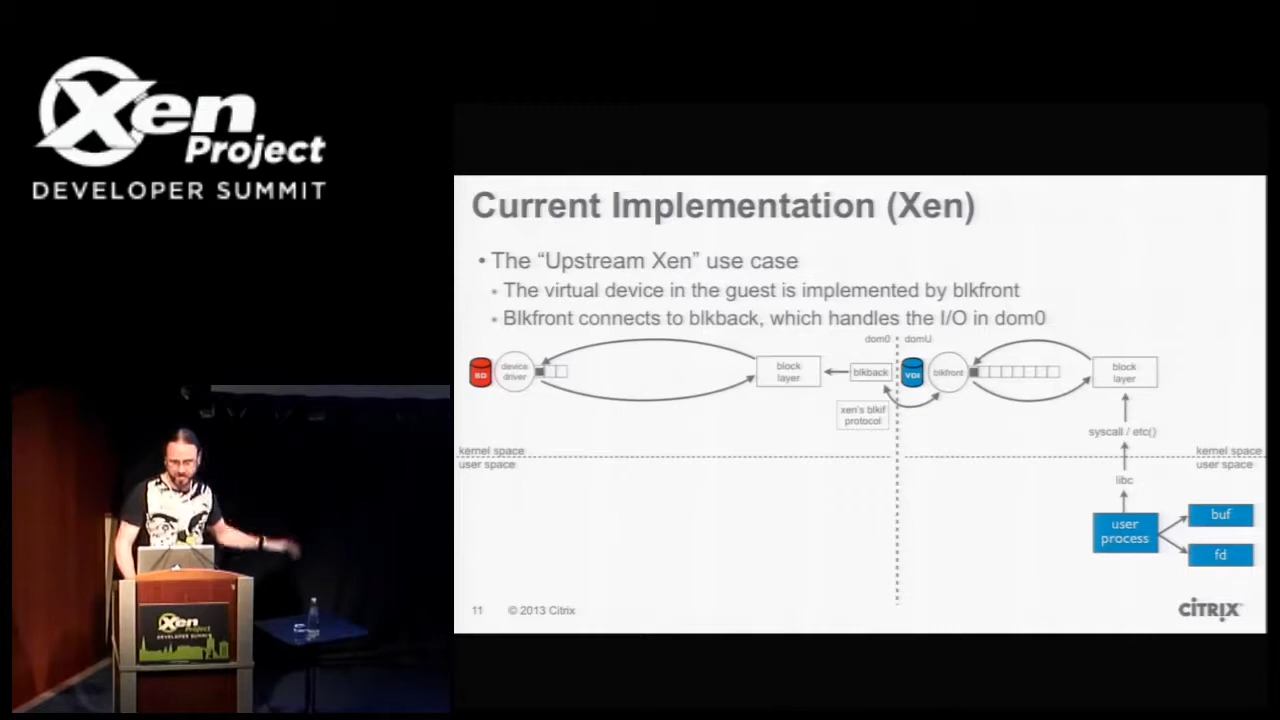 Xen
Project
DEVELOPER SUMMIT
Current Implementation (Xen)
• The “Upstream Xen” use case
• The virtual device in the guest is implemented by blkfront
• Blkfront connects to blkback, which handles the I/O in dom0
dom0
domU
BD
device
driver
block
layer
blkback
VDI
blkfront
block
layer
xen's blkif
protocol
syscall / etc()
kernel space
user space
kernel space
user space
libc
user
process
buf
fd
11
© 2013 Citrix
CITRIX
Xen
Project
DEVELOPER SUMMIT